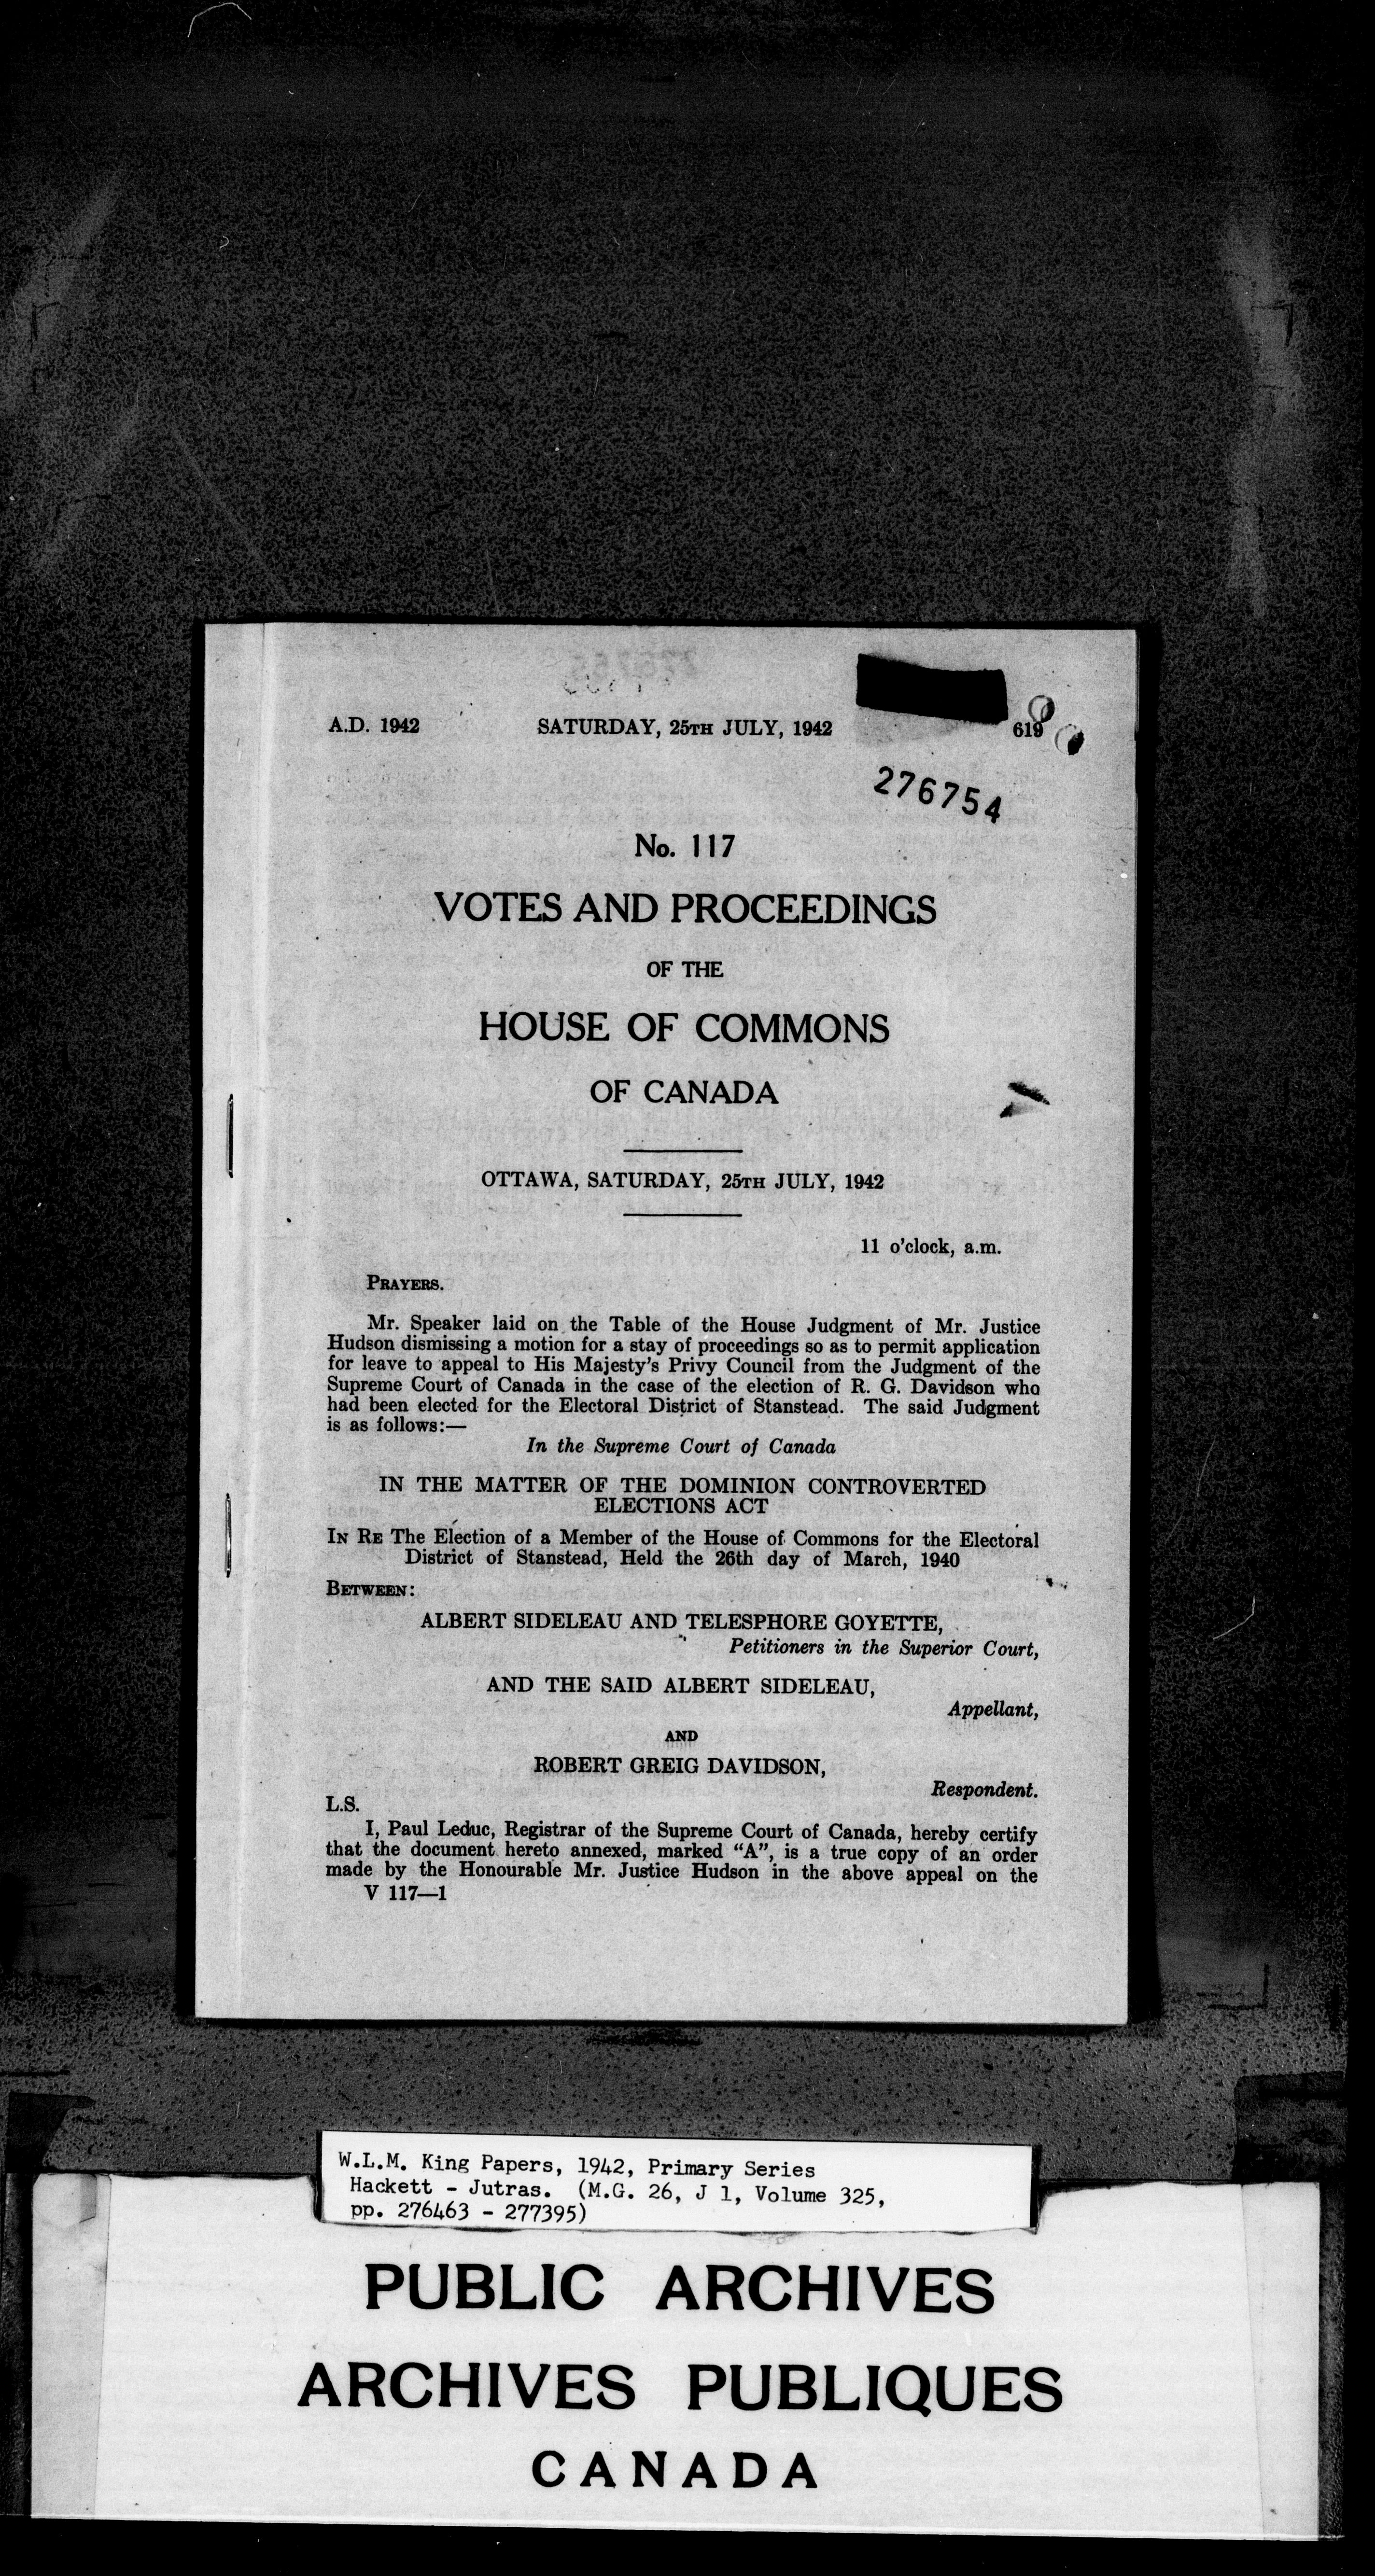 A.D. 1942 SATURDAY, 25TH JULY, 1942 619
276754
No. 117
VOTES AND PROCEEDINGS
OF THE
HOUSE OF COMMONS
OF CANADA
OTTAWA, SATURDAY, 25TH JULY, 1942
11 o'clock, a.m.
PRAYERS.
Mr. Speaker laid on the Table of the House Judgment of Mr. Justice
Hudson dismissing a motion for a stay of proceedings so as to permit application
for leave to appeal to His Majesty's Privy Council from the Judgment of the
Supreme Court of Canada in the case of the election of R. G. Davidson who
had been elected for the Electoral District of Stanstead. The said Judgment
is as follows:—
In the Supreme Court of Canada
IN THE MATTER OF THE DOMINION CONTROVERTED
ELECTIONS ACT
IN RE The Election of a Member of the House of Commons for the Electoral
District of Stanstead, Held the 26th day of March, 1940
BETWEEN:
ALBERT SIDELEAU AND TELESPHORE GOYETTE,
Petitioners in the Superior Court,
AND THE SAID ALBERT SIDELEAU,
Appellant,
AND
ROBERT GREIG DAVIDSON,
Respondent.
L.S.
I, Paul Leduc, Registrar of the Supreme Court of Canada, hereby certify
that the document hereto annexed, marked "A", is a true copy of an order
made by the Honourable Mr. Justice Hudson in the above appeal on the
V 117—1
W.L.M. King Papers, 1942, Primary Series
Hackett - Jutras. (M.G. 26, J 1, Volume 325,
pp. 276463 - 277395)
PUBLIC ARCHIVES
ARCHIVES PUBLIQUES
CANADA